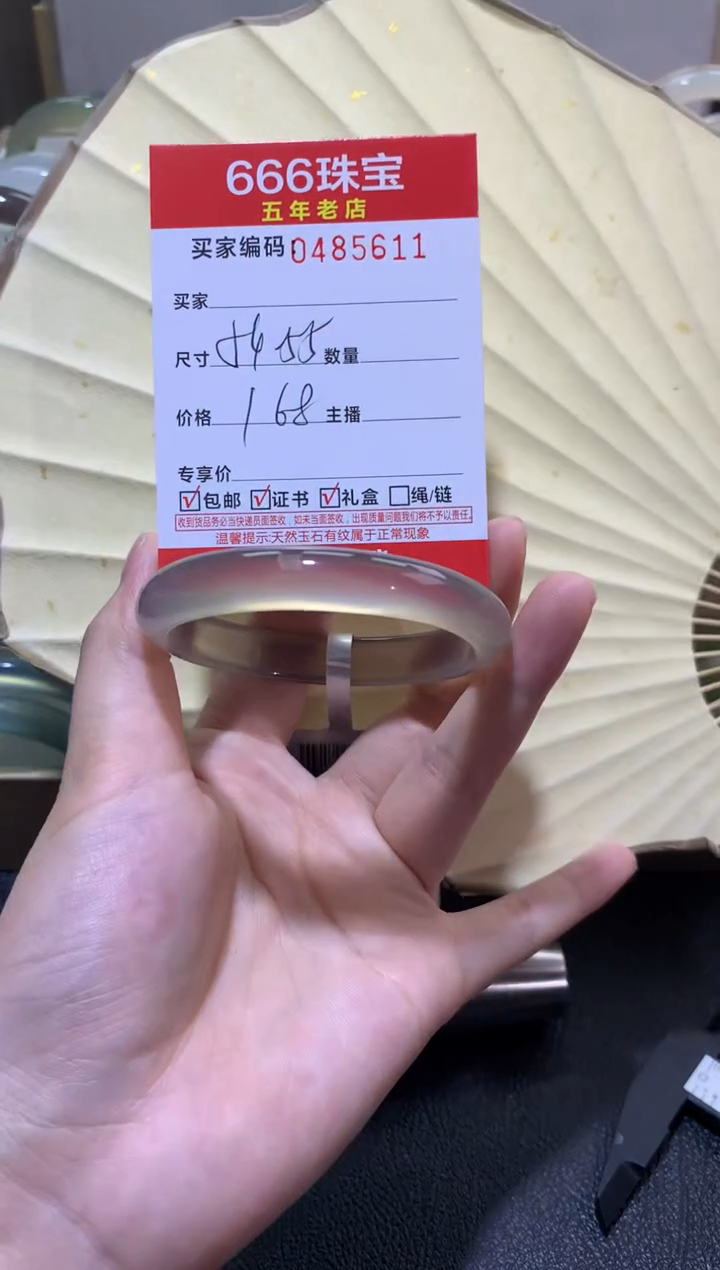 666珠宝
五年老店
买家编码:0485611
买家
尺寸 54 55 数量
价格 168 主播
专享价
☑包邮 ☑证书 ☑礼盒 ☐绳/链
收到货品务必当快递员面签收，如未当面签收，出现质量问题我们将不予以责任。
温馨提示:天然玉石有纹属于正常现象